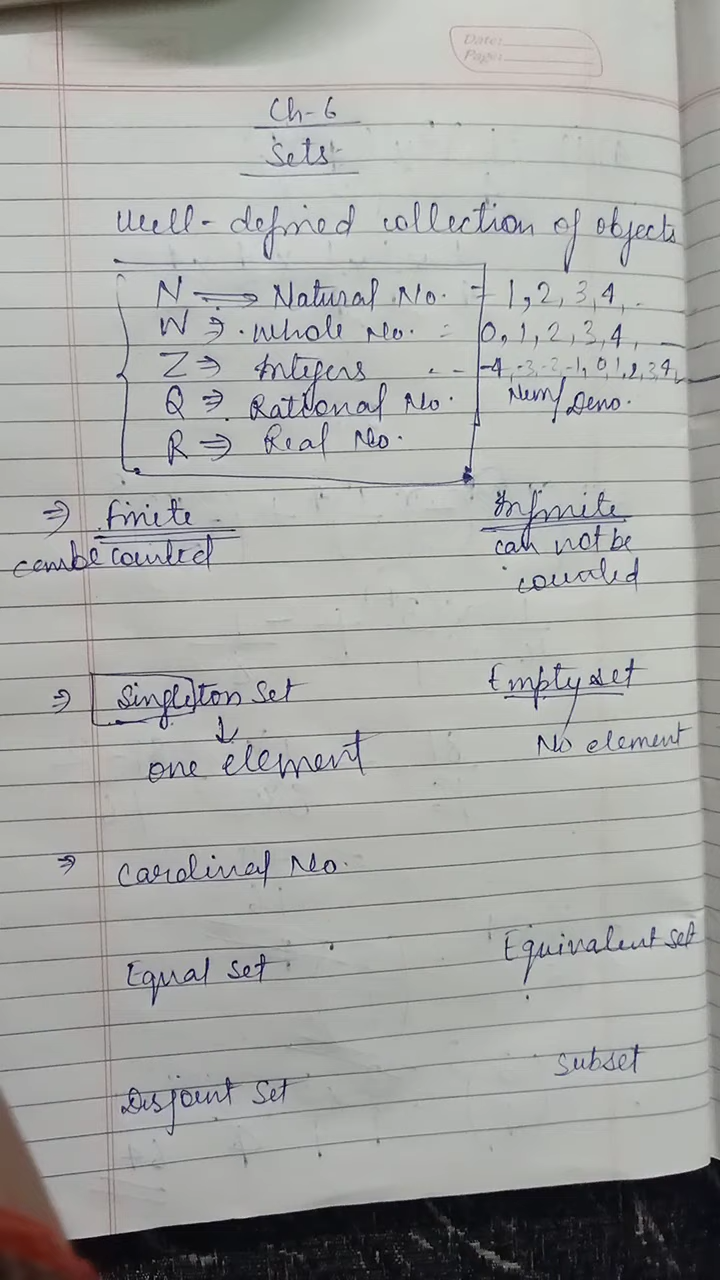 Date:
Page:
Ch-6
Sets
Well-defined collection of objects
N ⟹ Natural No. = 1, 2, 3, 4, ..
W ⇒ Whole No. = 0, 1, 2, 3, 4, _
Z ⇒ Integers .. -- -4, -3, -2, -1, 0, 1, 2, 3 4,
Q ⇒ Rational No. Num/Deno.
R ⇒ Real No.
⇒ finite Infinite
can be counted can not be
counted
⇒ Singleton Set Empty set
↓
one element No element
⇒ Cardinal No.
Equal Set Equivalent set
Disjoint Set Subset